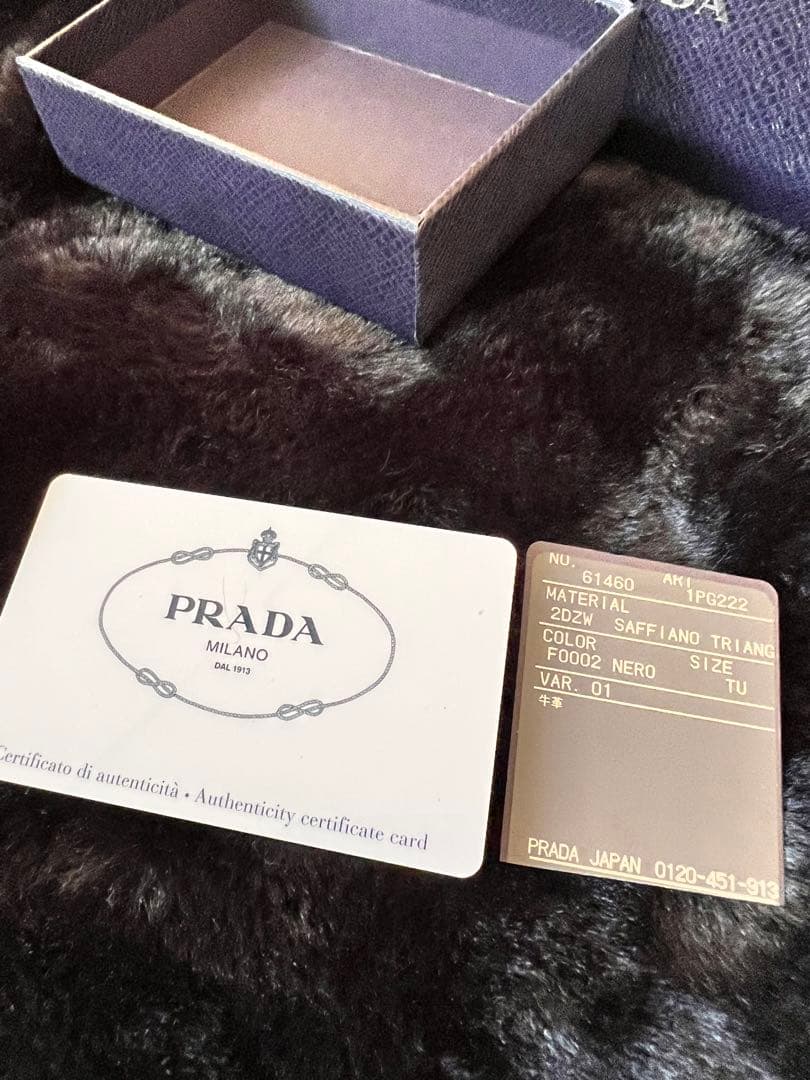 DA
PRADA
MILANO
DAL 1913
Certificato di autenticità • Authenticity certificate card
NO. ART
61460 1PG222
MATERIAL
2DZW SAFFIANO TRIANG
COLOR SIZE
F0002 NERO TU
VAR. 01
牛革
PRADA JAPAN 0120-451-913